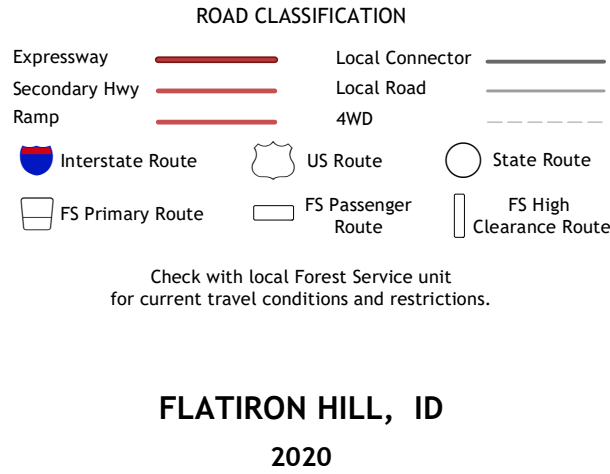 ROAD CLASSIFICATION
Expressway
Local Connector
Secondary Hwy
Local Road
Ramp
4WD
Interstate Route
US Route
State Route
FS Primary Route
FS Passenger
Route
FS High
Clearance Route
Check with local Forest Service unit
for current travel conditions and restrictions.
FLATIRON HILL, ID
2020